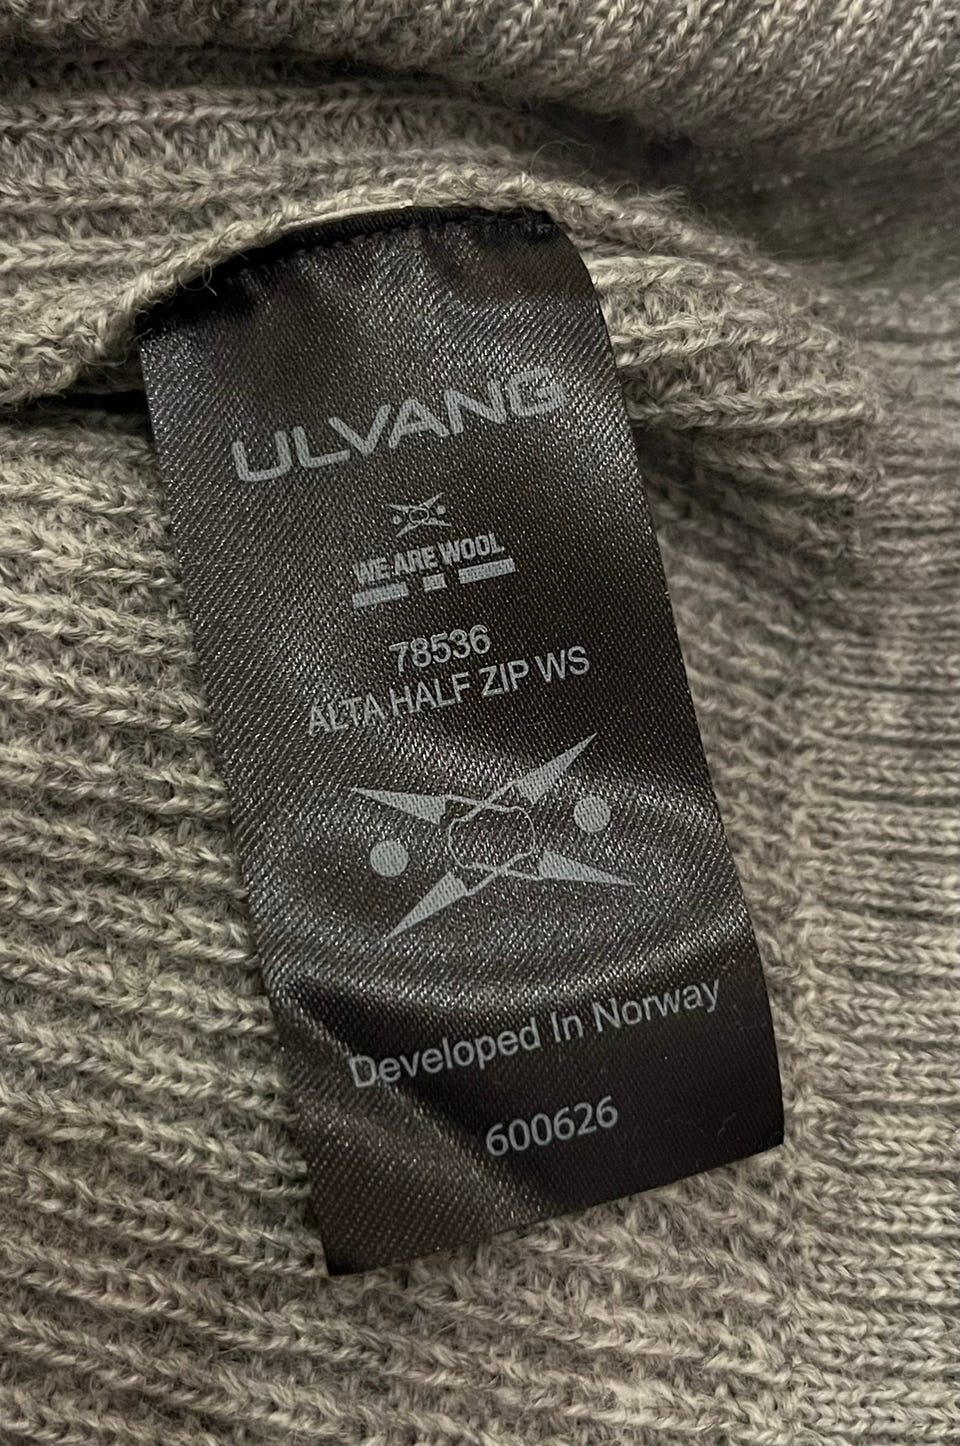 ULVANG
WE ARE WOOL
78536
ALTA HALF ZIP WS
Developed In Norway
600626